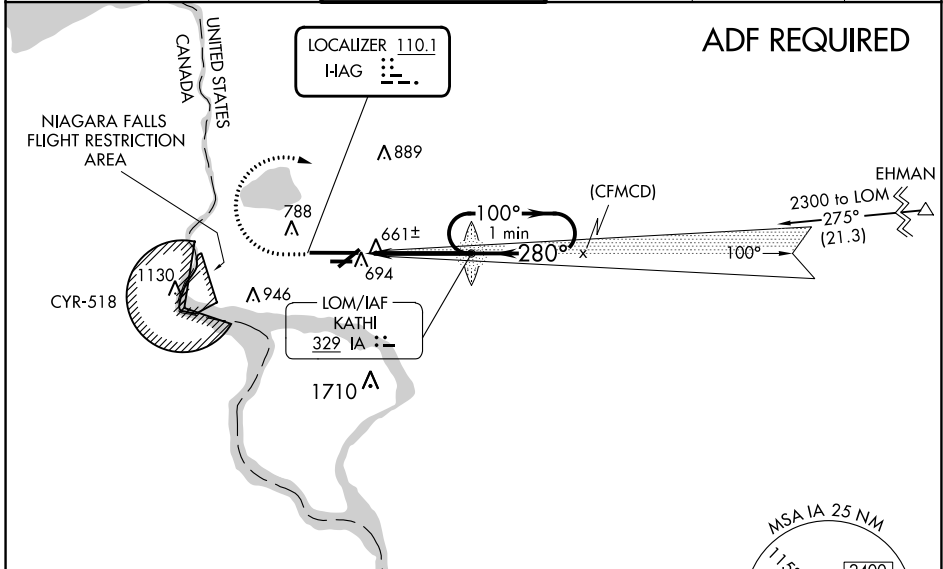 ADF REQUIRED
UNITED STATES
CANADA
LOCALIZER 110.1
I-IAG
NIAGARA FALLS
FLIGHT RESTRICTION
AREA
889
EHMAN
2300 to LOM
275°
(21.3)
(CFMCD)
100°
1 min
788
661±
280°
x
100°
694
1130
CYR-518
946
LOM/IAF
KATHI
329 IA
1710
MSA IA 25 NM